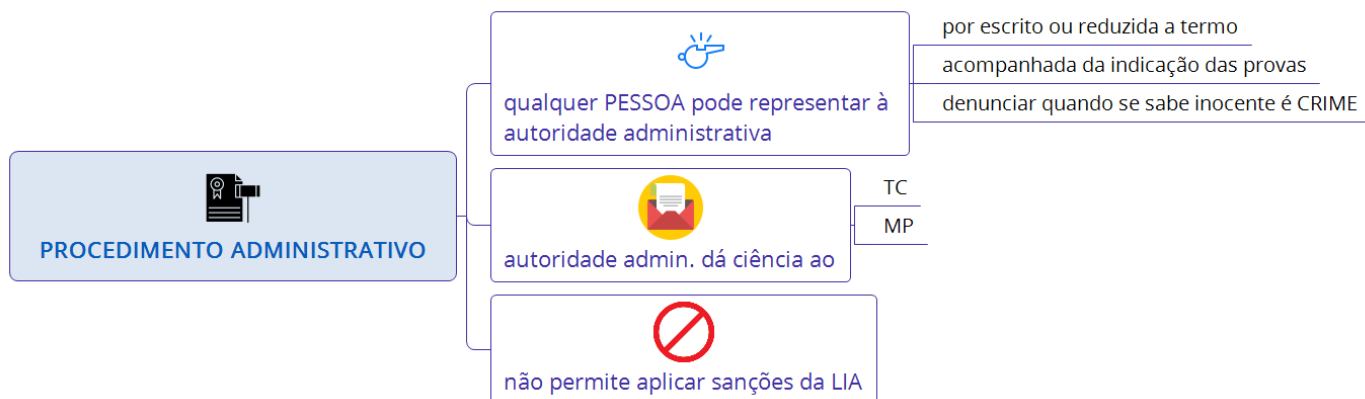 PROCEDIMENTO ADMINISTRATIVO
qualquer PESSOA pode representar à
autoridade administrativa
por escrito ou reduzida a termo
acompanhada da indicação das provas
denunciar quando se sabe inocente é CRIME
autoridade admin. dá ciência ao
TC
MP
não permite aplicar sanções da LIA